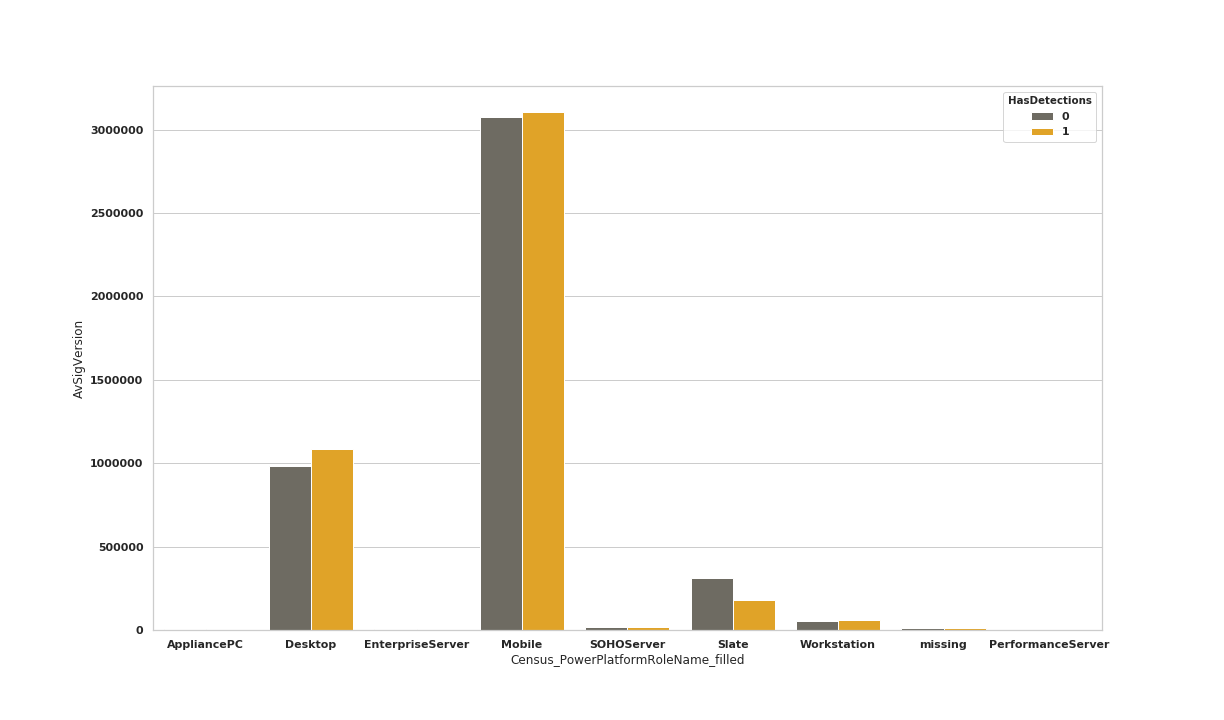 HasDetections
0
1
3000000
2500000
2000000
1500000
1000000
500000
0
AvSigVersion
AppliancePC Desktop EnterpriseServer Mobile SOHOServer Slate Workstation missing PerformanceServer
Census_PowerPlatformRoleName_filled